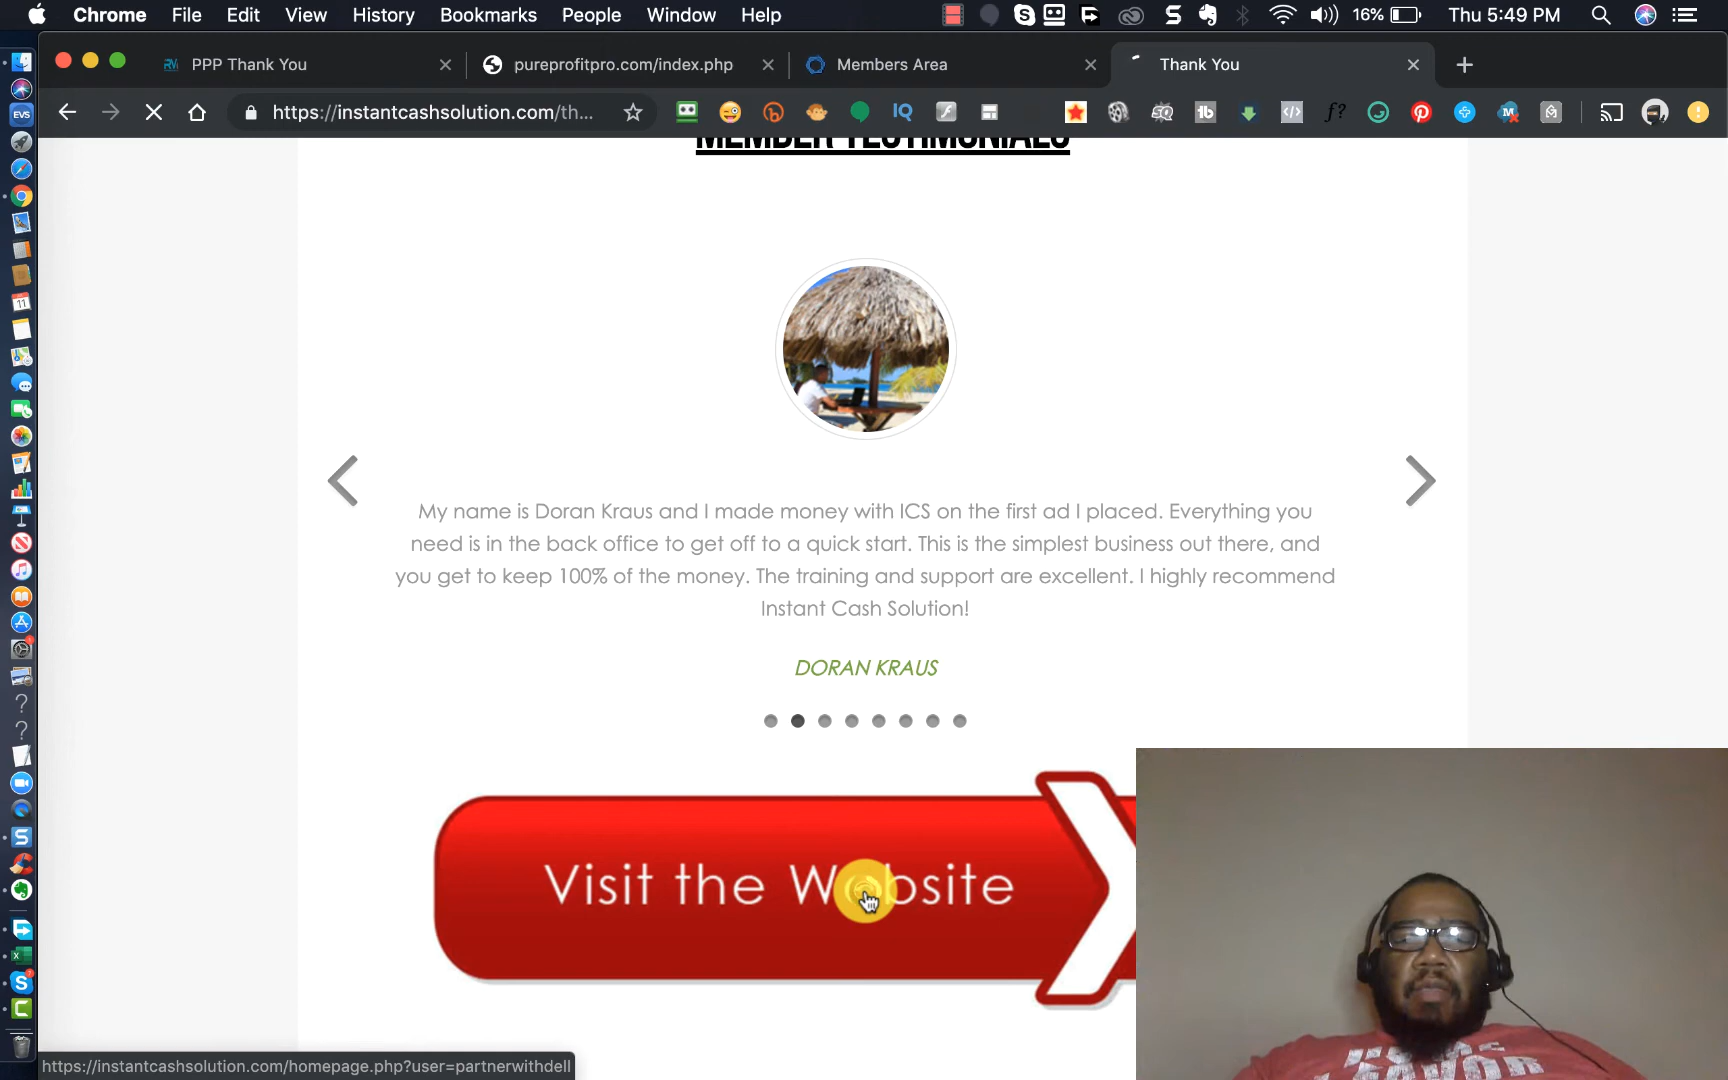 Chrome File Edit View History Bookmarks People Window Help 16% Thu 5:49 PM
PPP Thank You pureprofitpro.com/index.php Members Area Thank You
https://instantcashsolution.com/th...
MEMBER TESTIMONIALS
My name is Doran Kraus and I made money with ICS on the first ad I placed. Everything you
need is in the back office to get off to a quick start. This is the simplest business out there, and
you get to keep 100% of the money. The training and support are excellent. I highly recommend
Instant Cash Solution!
DORAN KRAUS
Visit the Website
https://instantcashsolution.com/homepage.php?user=partnerwithdell